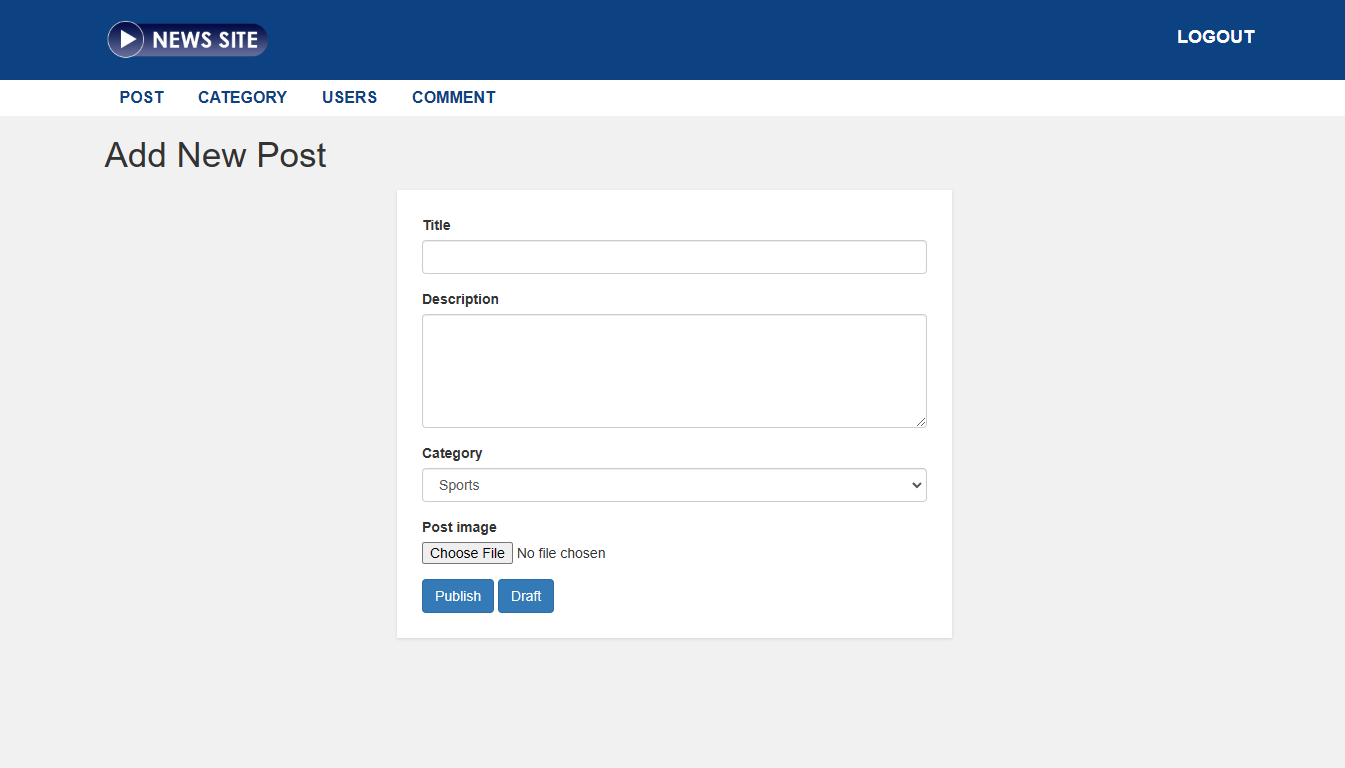 NEWS SITE
LOGOUT
POST CATEGORY USERS COMMENT
Add New Post
Title
Description
Category
Sports
Post image
Choose File No file chosen
Publish Draft